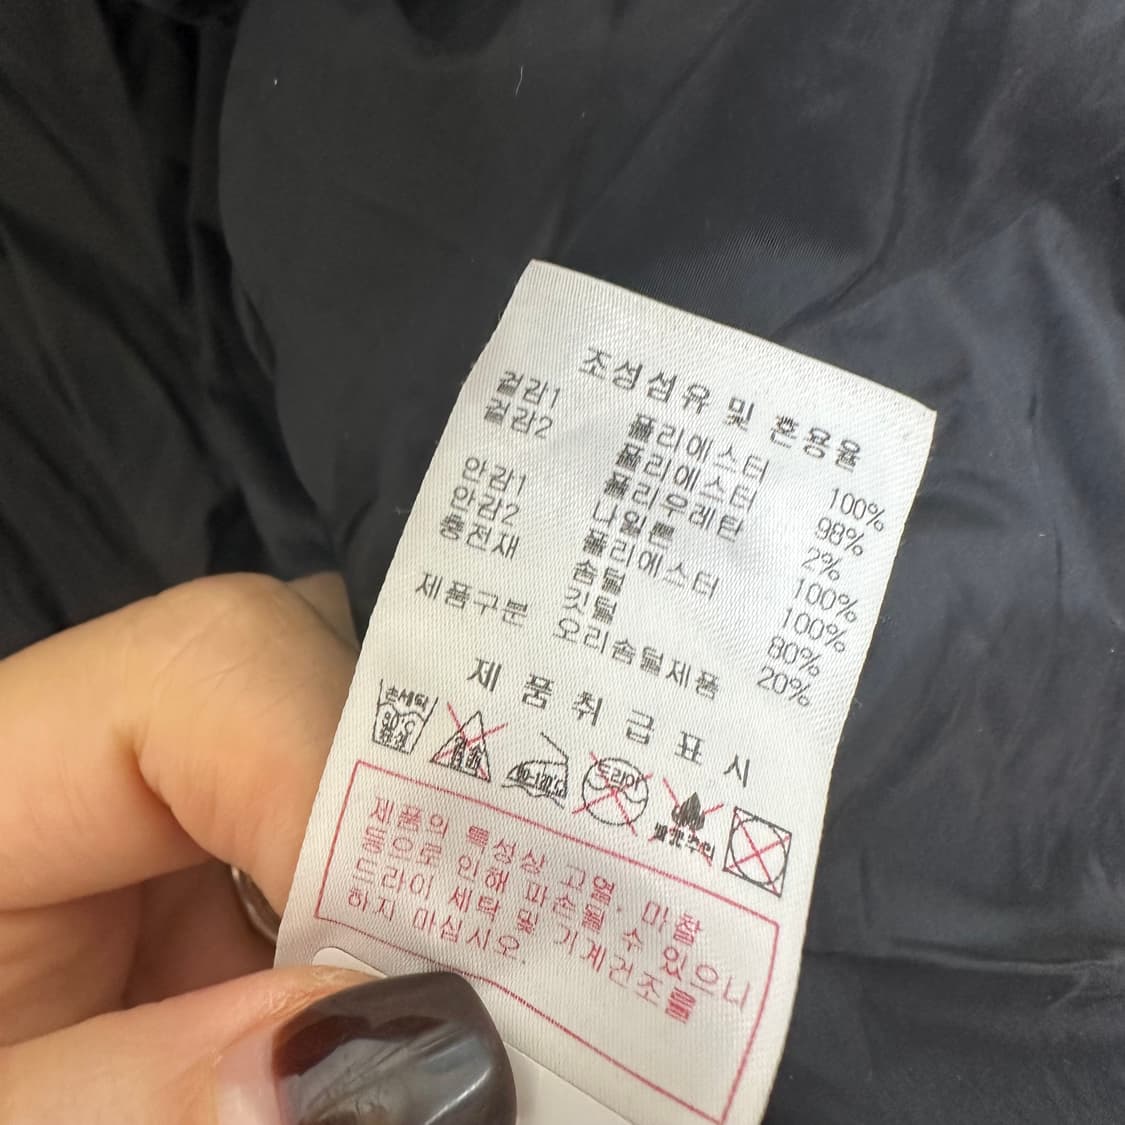 조성섬유 및 혼용율
겉감1 폴리에스터 100%
겉감2 폴리에스터 98%
폴리우레탄 2%
안감1 나일론 100%
안감2 폴리에스터 100%
충전재 솜털 80%
깃털 20%
제품구분 오리솜털제품
제 품 취 급 표 시
손세탁 30℃ 중성
80~120℃
드라이
제품의 특성상 고열, 마찰
등으로 인해 파손될 수 있으니
드라이 세탁 및 기계건조를
하지 마십시오.